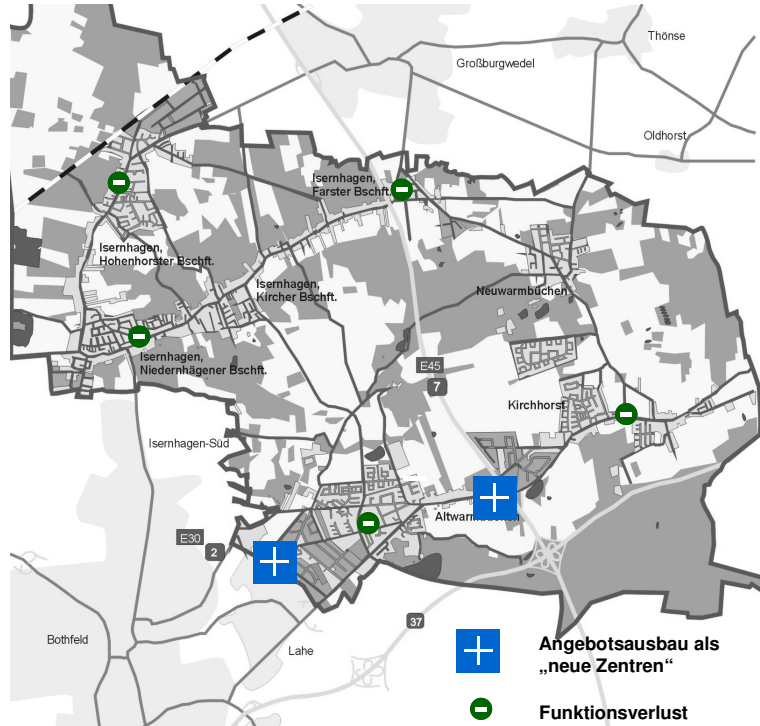 Thönse
Großburgwedel
Oldhorst
Isernhagen,
Farster Bschft.
Isernhagen,
Hohenhorster Bschft.
Isernhagen,
Kircher Bschft.
Neuwarmbüchen
Isernhagen,
Niedernhägener Bschft.
E45
7
Kirchhorst
Isernhagen-Süd
Altwarmbüchen
E30
2
37
Bothfeld
Lahe
Angebotsausbau als
„neue Zentren“
Funktionsverlust